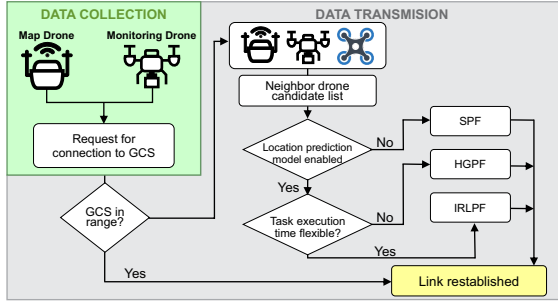 DATA COLLECTION
DATA TRANSMISION
Map Drone
Monitoring Drone
Request for
connection to GCS
GCS in
range?
Yes
Neighbor drone
candidate list
Location prediction
model enabled
No
Yes
Task execution
time flexible?
No
Yes
SPF
HGPF
IRLPF
Link restablished